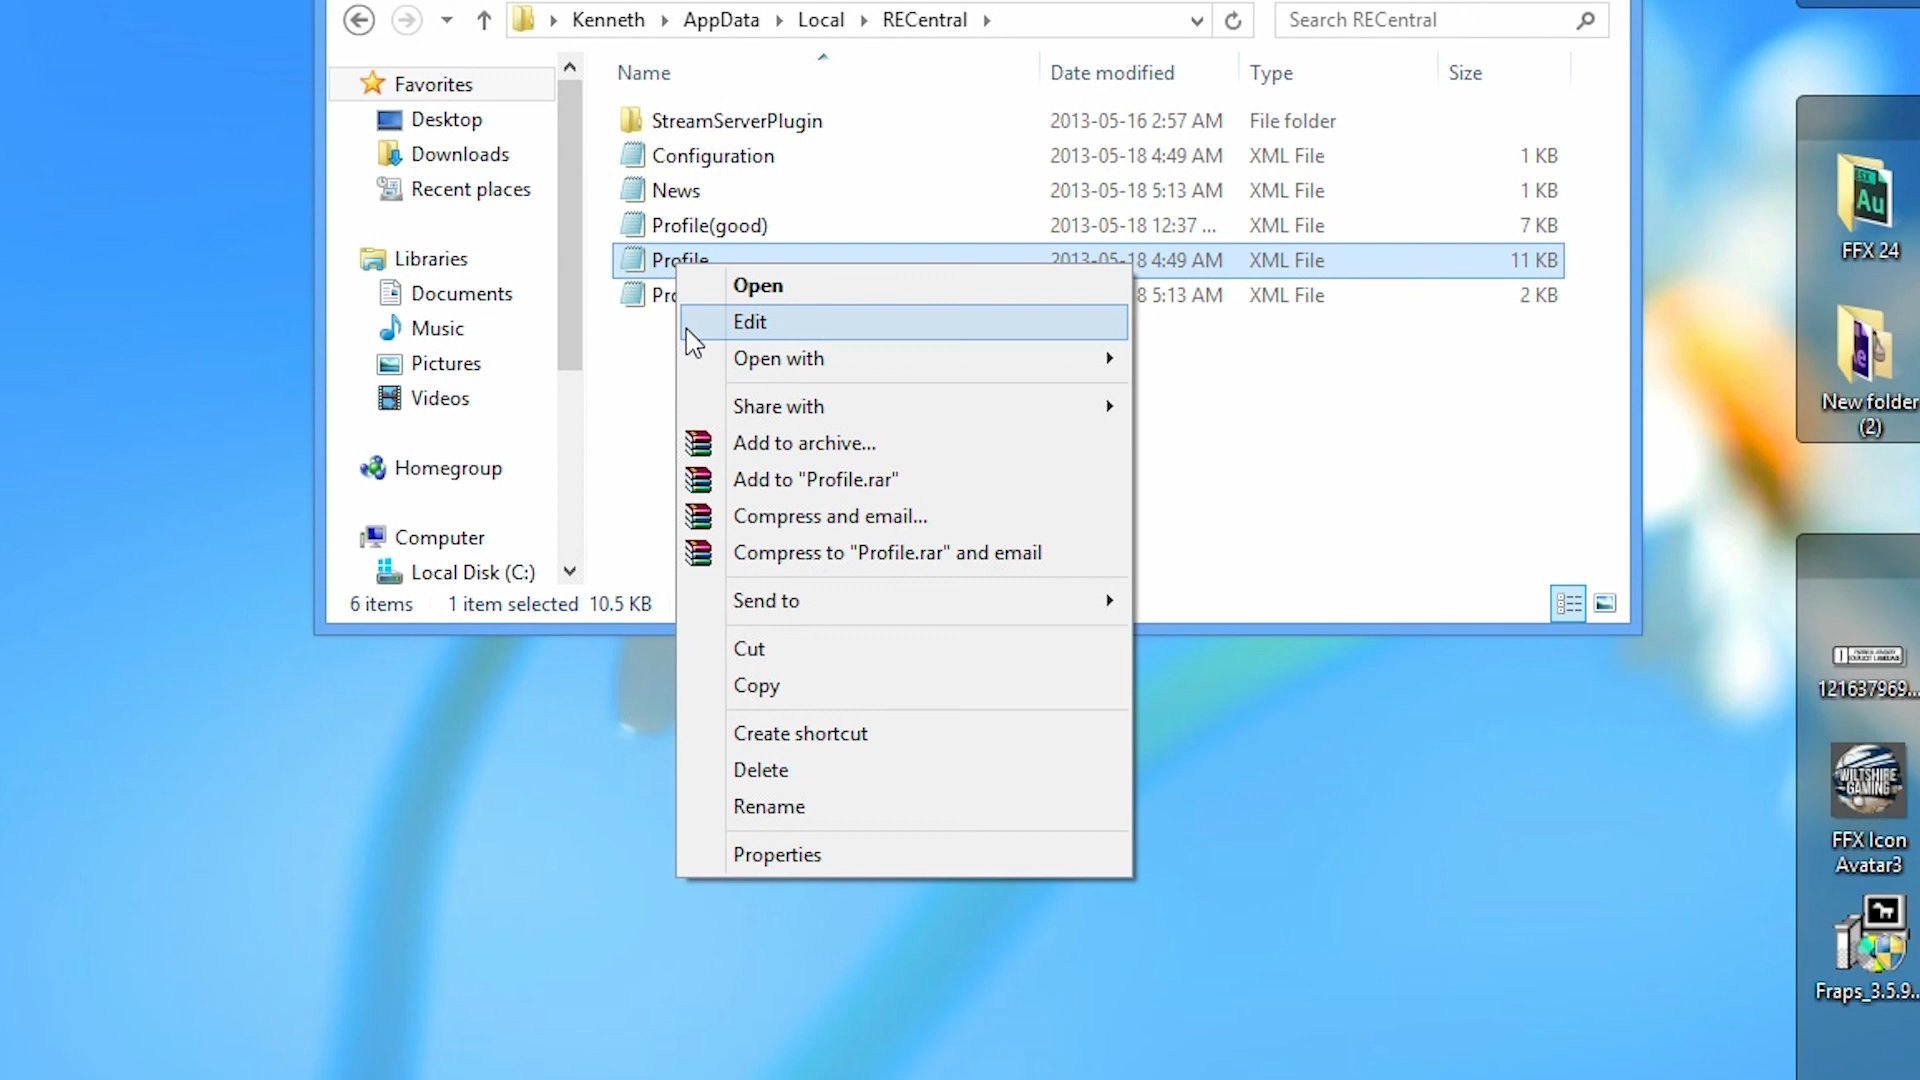 Kenneth AppData Local RECentral
Search RECentral
Name Date modified Type Size
Favorites
Desktop
Downloads
Recent places
Libraries
Documents
Music
Pictures
Videos
Homegroup
Computer
Local Disk (C:)
StreamServerPlugin 2013-05-16 2:57 AM File folder
Configuration 2013-05-18 4:49 AM XML File 1 KB
News 2013-05-18 5:13 AM XML File 1 KB
Profile(good) 2013-05-18 12:37 ... XML File 7 KB
Profile 2013-05-18 4:49 AM XML File 11 KB
Pro 8 5:13 AM XML File 2 KB
Open
Edit
Open with
Share with
Add to archive...
Add to "Profile.rar"
Compress and email...
Compress to "Profile.rar" and email
Send to
Cut
Copy
Create shortcut
Delete
Rename
Properties
6 items 1 item selected 10.5 KB
Au
FFX 24
New folder
(2)
121637969...
WILTSHIRE
GAMING
FFX Icon
Avatar3
Fraps_3.5.9...